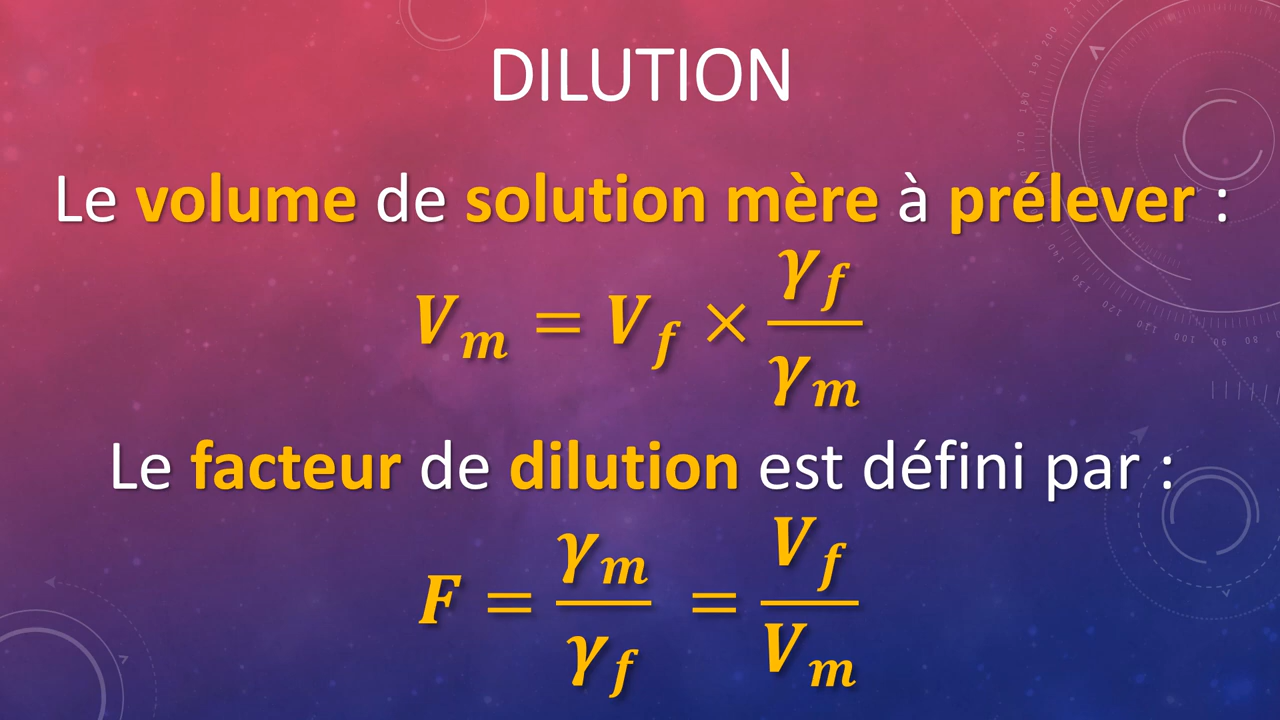 DILUTION
Le volume de solution mère à prélever :
V_m = V_f × γ_f / γ_m
Le facteur de dilution est défini par :
F = γ_m / γ_f = V_f / V_m